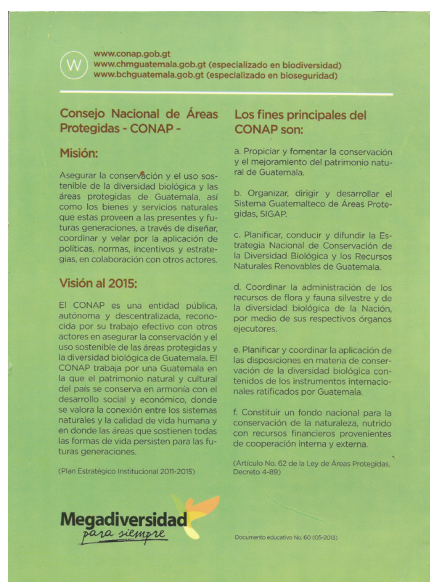 W
www.conap.gob.gt
www.chmguatemala.gob.gt (especializado en biodiversidad)
www.bchguatemala.gob.gt (especializado en bioseguridad)
Consejo Nacional de Áreas
Protegidas - CONAP -
Misión:
Asegurar la conservación y el uso sos-
tenible de la diversidad biológica y las
áreas protegidas de Guatemala, así
como los bienes y servicios naturales
que estas proveen a las presentes y fu-
turas generaciones, a través de diseñar,
coordinar y velar por la aplicación de
políticas, normas, incentivos y estrate-
gias, en colaboración con otros actores.
Visión al 2015:
El CONAP es una entidad pública,
autónoma y descentralizada, recono-
cida por su trabajo efectivo con otros
actores en asegurar la conservación y el
uso sostenible de las áreas protegidas y
la diversidad biológica de Guatemala. El
CONAP trabaja por una Guatemala en
la que el patrimonio natural y cultural
del país se conserva en armonía con el
desarrollo social y económico, donde
se valora la conexión entre los sistemas
naturales y la calidad de vida humana y
en donde las áreas que sostienen todas
las formas de vida persisten para las fu-
turas generaciones.
(Plan Estratégico Institucional 2011-2015)
Los fines principales del
CONAP son:
a. Propiciar y fomentar la conservación
y el mejoramiento del patrimonio natu-
ral de Guatemala.
b. Organizar, dirigir y desarrollar el
Sistema Guatemalteco de Áreas Prote-
gidas, SIGAP.
c. Planificar, conducir y difundir la Es-
trategia Nacional de Conservación de
la Diversidad Biológica y los Recursos
Naturales Renovables de Guatemala.
d. Coordinar la administración de los
recursos de flora y fauna silvestre y de
la diversidad biológica de la Nación,
por medio de sus respectivos órganos
ejecutores.
e. Planificar y coordinar la aplicación de
las disposiciones en materia de conser-
vación de la diversidad biológica con-
tenidos de los instrumentos internacio-
nales ratificados por Guatemala.
f. Constituir un fondo nacional para la
conservación de la naturaleza, nutrido
con recursos financieros provenientes
de cooperación interna y externa.
(Artículo No. 62 de la Ley de Áreas Protegidas,
Decreto 4-89)
Megadiversidad
para siempre
Documento educativo No. 60 (05-2012)